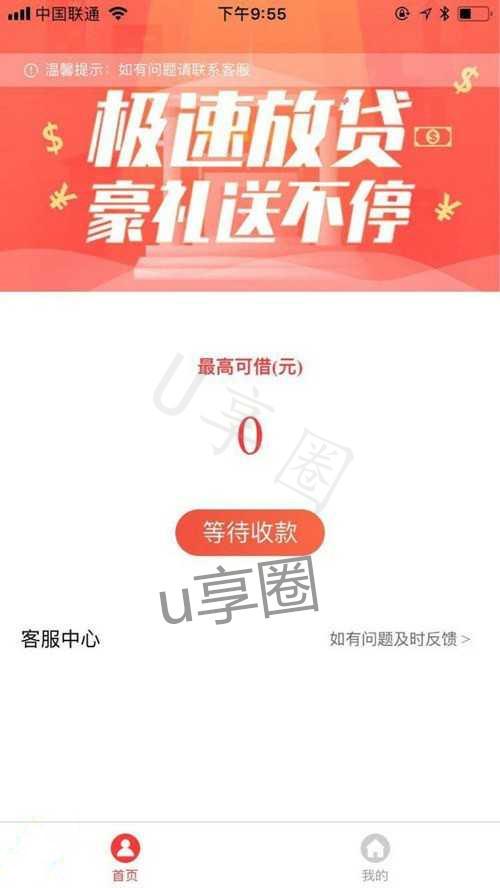 中国联通
下午9:55
温馨提示：如有问题请联系客服
极速放贷
豪礼送不停
最高可借(元)
0
等待收款
U享圈
u享圈
客服中心
如有问题及时反馈 >
首页
我的